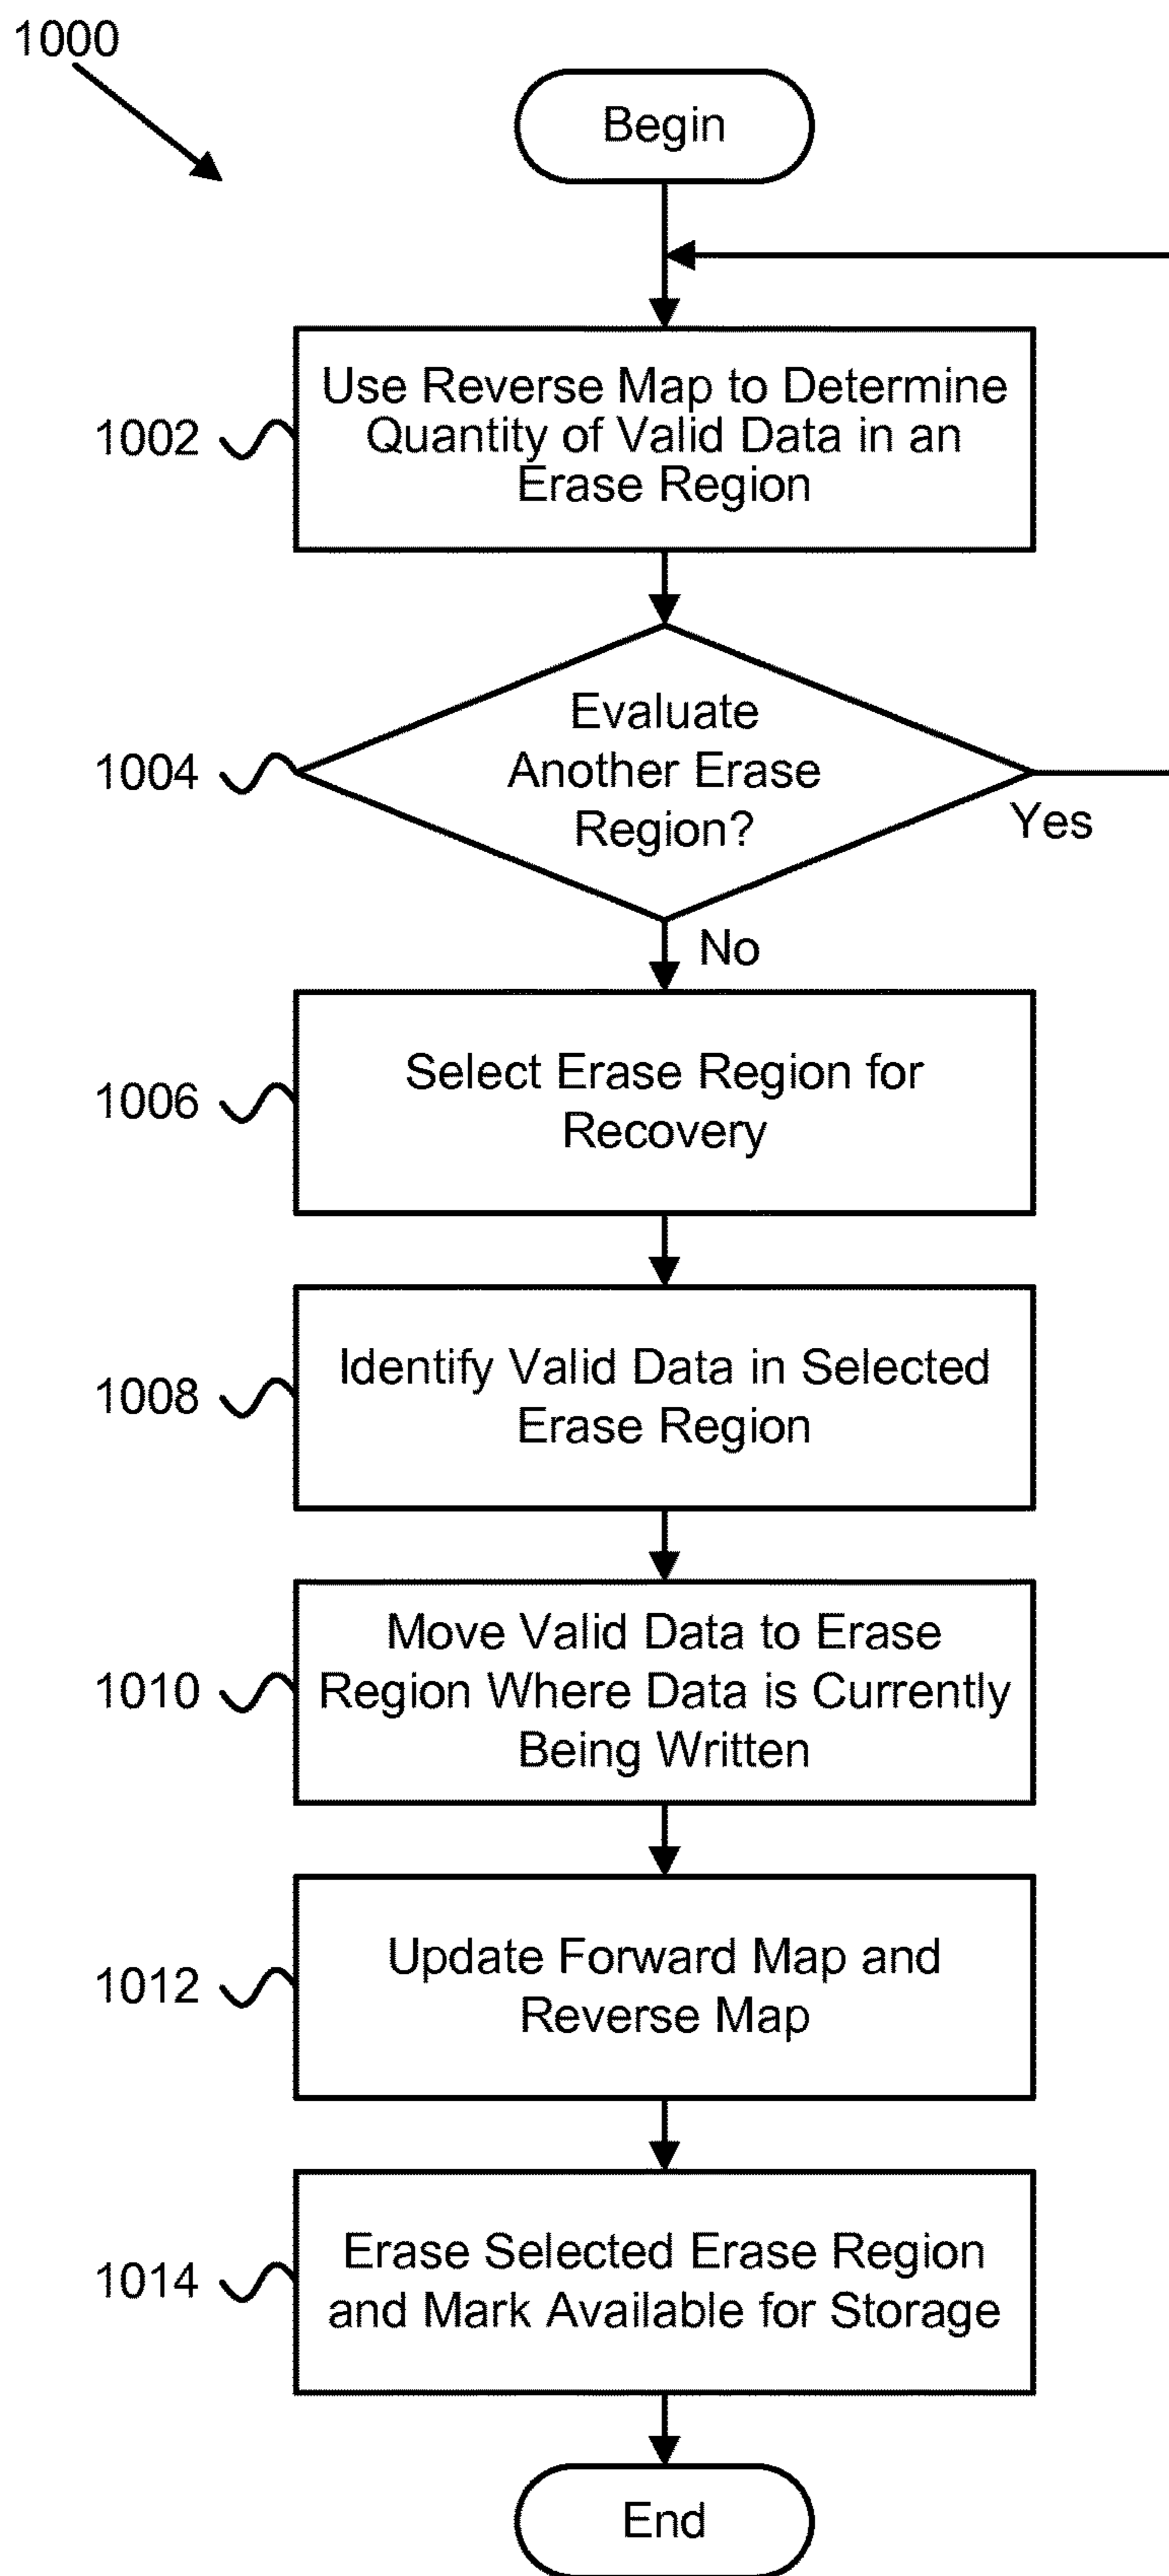 1000
Begin
Use Reverse Map to Determine
Quantity of Valid Data in an
Erase Region
1002
Evaluate
Another Erase
Region?
1004
Yes
No
Select Erase Region for
Recovery
1006
Identify Valid Data in Selected
Erase Region
1008
Move Valid Data to Erase
Region Where Data is Currently
Being Written
1010
Update Forward Map and
Reverse Map
1012
Erase Selected Erase Region
and Mark Available for Storage
1014
End